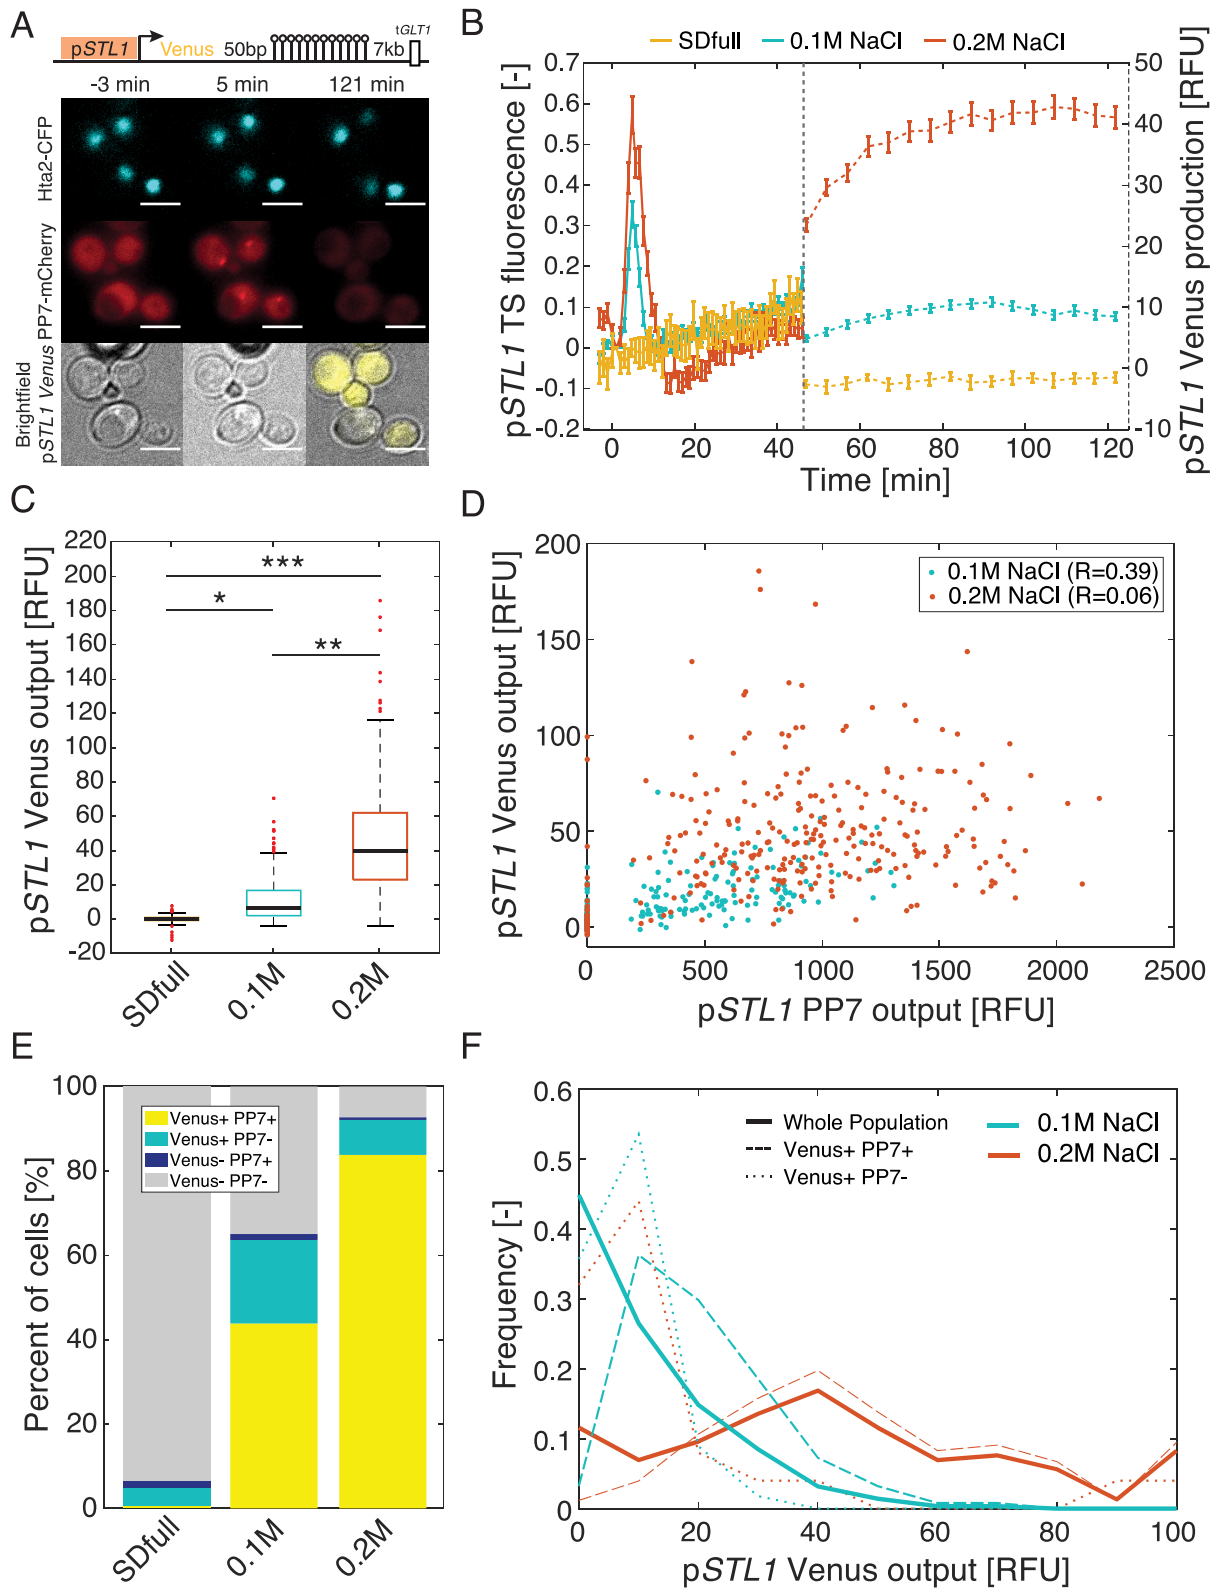 A
pSTL1
Venus
50bp
7kb
tGLT1
-3 min
5 min
121 min
Hta2-CFP
PP7-mCherry
Brightfield
pSTL1 Venus
B
SDfull
0.1M NaCl
0.2M NaCl
pSTL1 TS fluorescence [-]
0.7
0.6
0.5
0.4
0.3
0.2
0.1
0
-0.1
-0.2
0
20
40
60
80
100
120
Time [min]
50
40
30
20
10
0
-10
pSTL1 Venus production [RFU]
C
pSTL1 Venus output [RFU]
220
200
180
160
140
120
100
80
60
40
20
0
-20
***
*
**
SDfull
0.1M
0.2M
D
pSTL1 Venus output [RFU]
200
150
100
50
0
0.1M NaCl (R=0.39)
0.2M NaCl (R=0.06)
0
500
1000
1500
2000
2500
pSTL1 PP7 output [RFU]
E
Percent of cells [%]
100
80
60
40
20
0
Venus+ PP7+
Venus+ PP7-
Venus- PP7+
Venus- PP7-
SDfull
0.1M
0.2M
F
Frequency [-]
0.6
0.5
0.4
0.3
0.2
0.1
0
Whole Population
Venus+ PP7+
Venus+ PP7-
0.1M NaCl
0.2M NaCl
0
20
40
60
80
100
pSTL1 Venus output [RFU]